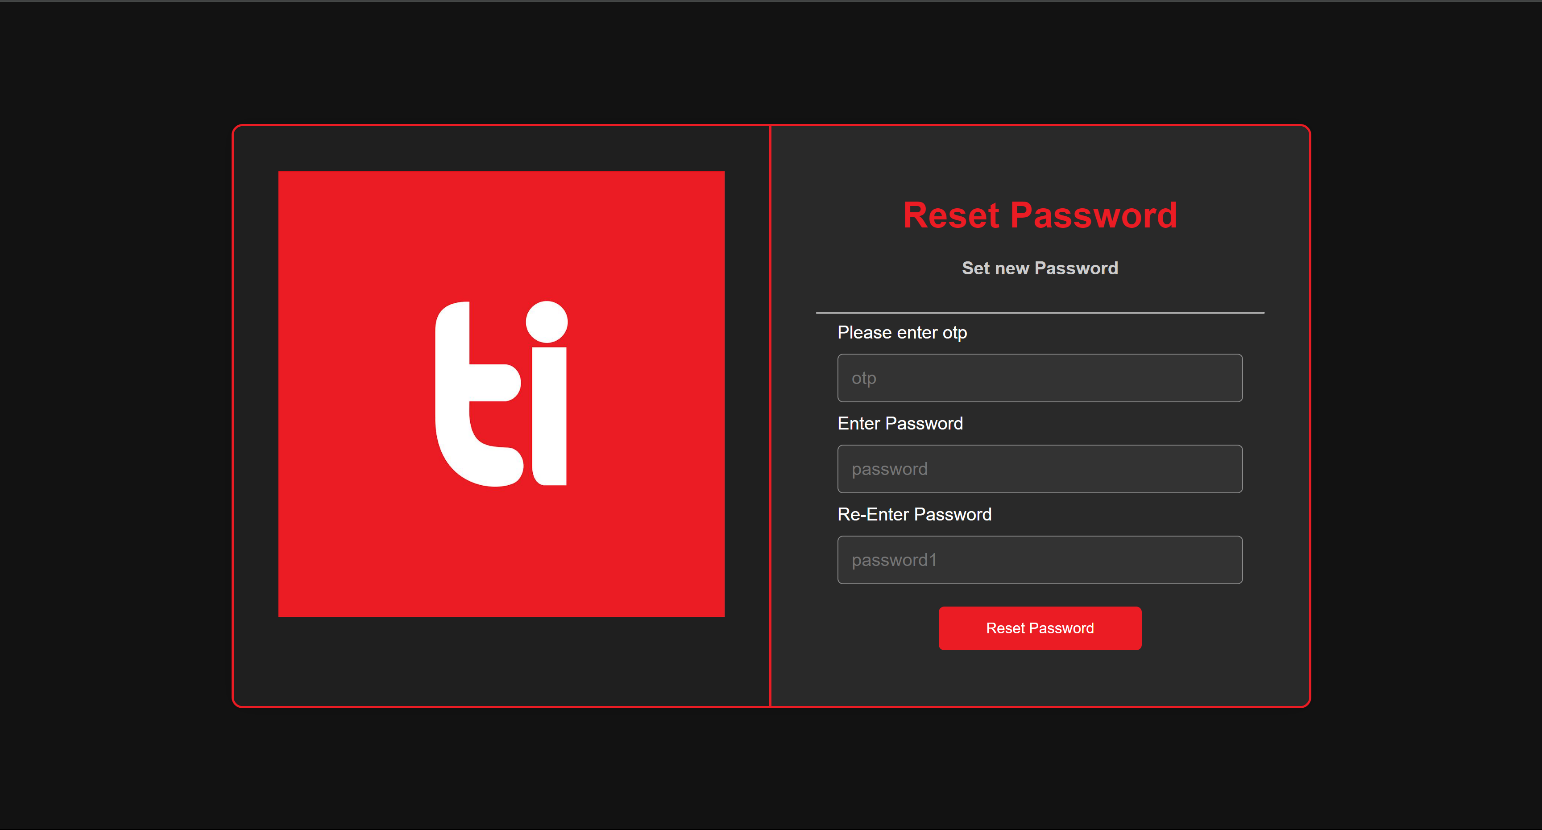 ti
Reset Password
Set new Password
Please enter otp
otp
Enter Password
password
Re-Enter Password
password1
Reset Password